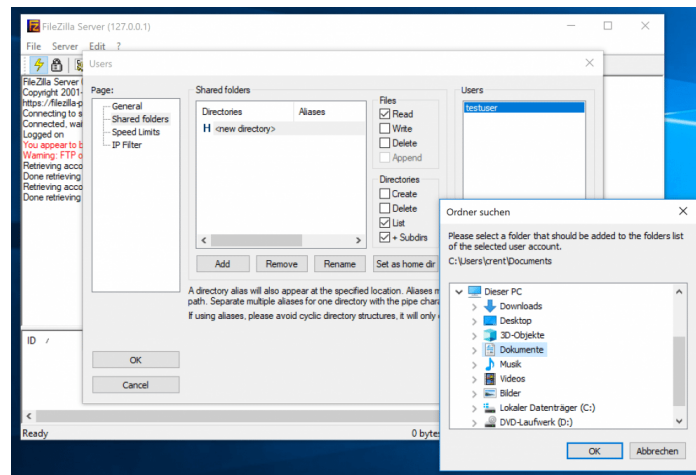 FileZilla Server (127.0.0.1)
File Server Edit ?
Users
FileZilla Server
Copyright 2001-
https://filezilla-p
Connecting to s
Connected, wai
Logged on
You appear to b
Warning: FTP o
Retrieving acco
Done retrieving
Retrieving acco
Done retrieving
Page:
General
Shared folders
Speed Limits
IP Filter
Shared folders
Directories Aliases
H <new directory>
Files
Read
Write
Delete
Append
Directories
Create
Delete
List
+ Subdirs
Users
testuser
Add Remove Rename Set as home dir
A directory alias will also appear at the specified location. Aliases m
path. Separate multiple aliases for one directory with the pipe chara
If using aliases, please avoid cyclic directory structures, it will only
OK
Cancel
ID /
Ready 0 bytes
Ordner suchen
Please select a folder that should be added to the folders list
of the selected user account.
C:\Users\crent\Documents
Dieser PC
Downloads
Desktop
3D-Objekte
Dokumente
Musik
Videos
Bilder
Lokaler Datenträger (C:)
DVD-Laufwerk (D:)
OK Abbrechen